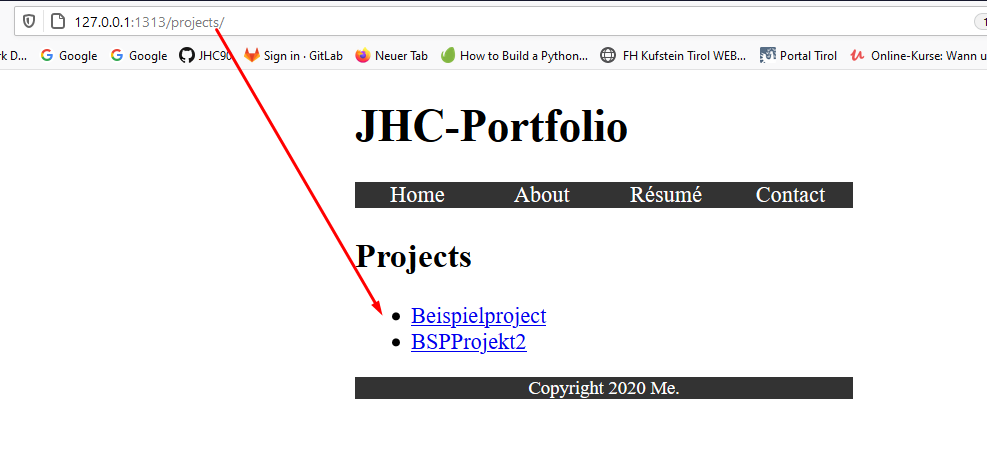 127.0.0.1:1313/projects/
rk D... Google Google JHC90 Sign in · GitLab Neuer Tab How to Build a Python... FH Kufstein Tirol WEB... Portal Tirol Online-Kurse: Wann u
JHC-Portfolio
Home About Résumé Contact
Projects
Beispielproject
BSPProjekt2
Copyright 2020 Me.